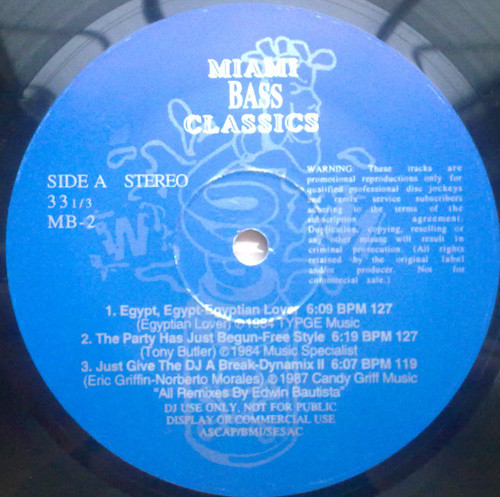 MIAMI
BASS
CLASSICS
SIDE A STEREO
33 1/3
MB-2
WARNING These tracks are
promotional reproductions only for
qualified professional disc jockeys
and remix service subscribers
adhering to the terms of the
subscription agreement.
Duplication, copying, reselling or
any other misuse will result in
criminal prosecution. (All rights
retained by the original label
and/or producer. Not for
commercial sale.)
W
1. Egypt, Egypt-Egyptian Lover 6:09 BPM 127
(Egyptian Lover) ©1984 TYPGE Music
2. The Party Has Just Begun-Free Style 6:19 BPM 127
(Tony Butler) ©1984 Music Specialist
3. Just Give The DJ A Break-Dynamix II 6:07 BPM 119
(Eric Griffin-Norberto Morales) ©1987 Candy Griff Music
"All Remixes By Edwin Bautista"
DJ USE ONLY, NOT FOR PUBLIC
DISPLAY OR COMMERCIAL USE
ASCAP/BMI/SESAC